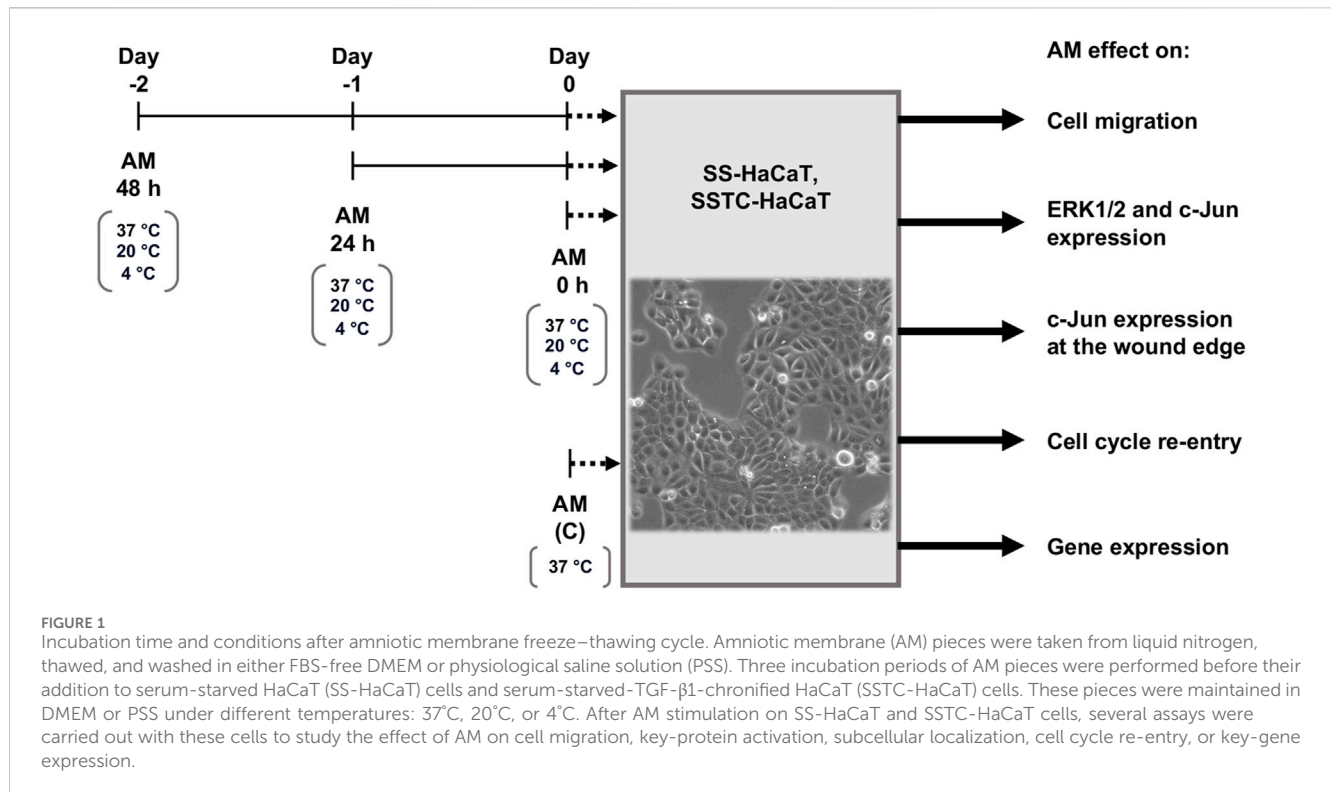 Day
-2
Day
-1
Day
0
AM effect on:
AM
48 h
37 °C
20 °C
4 °C
AM
24 h
37 °C
20 °C
4 °C
AM
0 h
37 °C
20 °C
4 °C
AM
(C)
37 °C
SS-HaCaT,
SSTC-HaCaT
Cell migration
ERK1/2 and c-Jun
expression
c-Jun expression
at the wound edge
Cell cycle re-entry
Gene expression
FIGURE 1
Incubation time and conditions after amniotic membrane freeze–thawing cycle. Amniotic membrane (AM) pieces were taken from liquid nitrogen,
thawed, and washed in either FBS-free DMEM or physiological saline solution (PSS). Three incubation periods of AM pieces were performed before their
addition to serum-starved HaCaT (SS-HaCaT) cells and serum-starved-TGF-β1-chronified HaCaT (SSTC-HaCaT) cells. These pieces were maintained in
DMEM or PSS under different temperatures: 37°C, 20°C, or 4°C. After AM stimulation on SS-HaCaT and SSTC-HaCaT cells, several assays were
carried out with these cells to study the effect of AM on cell migration, key-protein activation, subcellular localization, cell cycle re-entry, or key-gene
expression.